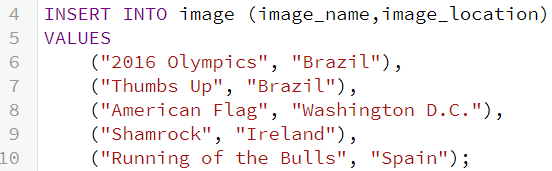 4 INSERT INTO image (image_name,image_location)
5 VALUES
6 ("2016 Olympics", "Brazil"),
7 ("Thumbs Up", "Brazil"),
8 ("American Flag", "Washington D.C."),
9 ("Shamrock", "Ireland"),
10 ("Running of the Bulls", "Spain");